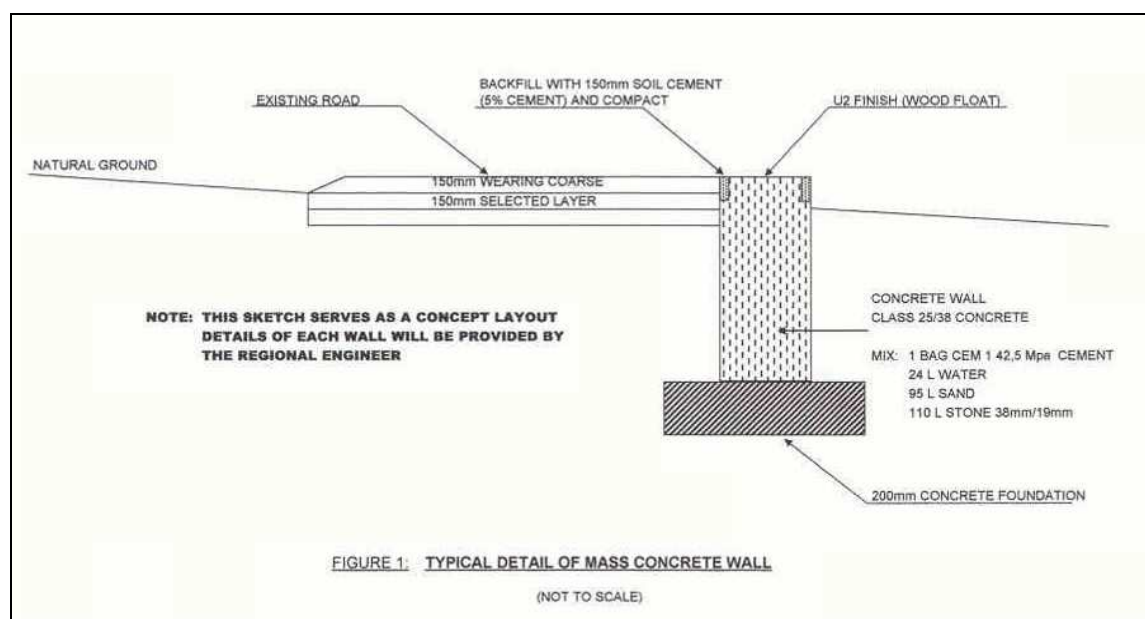 BACKFILL WITH 150mm SOIL CEMENT
(5% CEMENT) AND COMPACT
EXISTING ROAD
U2 FINISH (WOOD FLOAT)
NATURAL GROUND
150mm WEARING COARSE
150mm SELECTED LAYER
NOTE: THIS SKETCH SERVES AS A CONCEPT LAYOUT
DETAILS OF EACH WALL WILL BE PROVIDED BY
THE REGIONAL ENGINEER
CONCRETE WALL
CLASS 25/38 CONCRETE
MIX: 1 BAG CEM 1 42,5 Mpa CEMENT
24 L WATER
95 L SAND
110 L STONE 38mm/19mm
200mm CONCRETE FOUNDATION
FIGURE 1: TYPICAL DETAIL OF MASS CONCRETE WALL
(NOT TO SCALE)